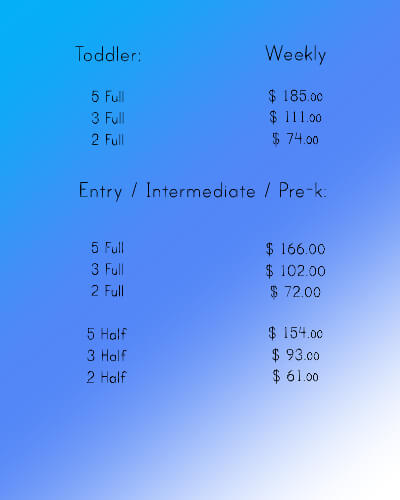 Toddler: Weekly
5 Full $ 185.00
3 Full $ 111.00
2 Full $ 74.00
Entry / Intermediate / Pre-k:
5 Full $ 166.00
3 Full $ 102.00
2 Full $ 72.00
5 Half $ 154.00
3 Half $ 93.00
2 Half $ 61.00